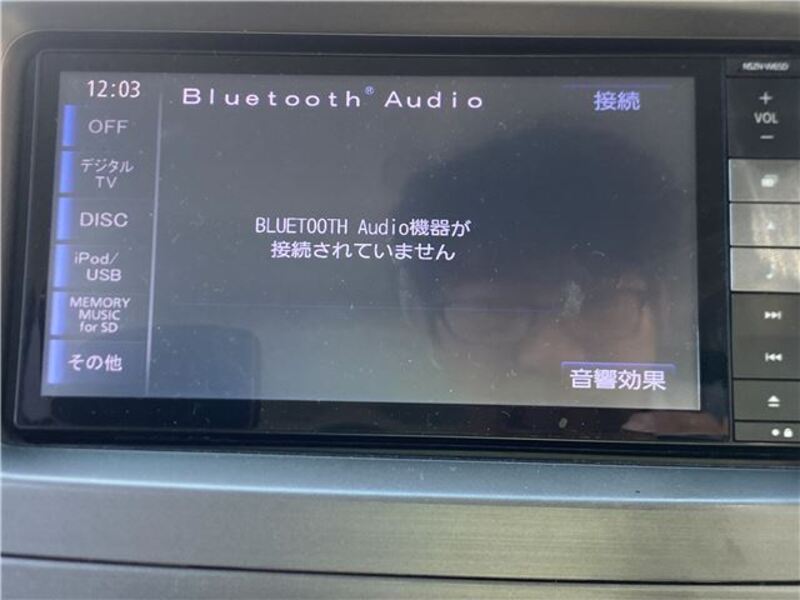 NSZN-W65D
12:03
Bluetooth® Audio
接続
OFF
デジタル
TV
DISC
iPod/
USB
MEMORY
MUSIC
for SD
その他
BLUETOOTH Audio機器が
接続されていません
音響効果
+
VOL
-